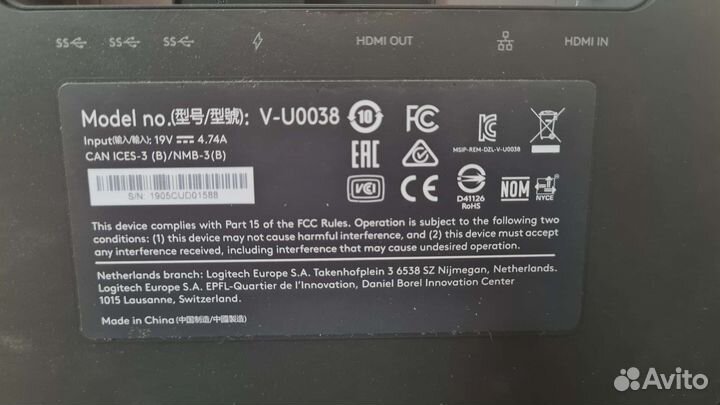 SS SS SS HDMI OUT HDMI IN
Model no.(型号/型號): V-U0038
Input(输入/輸入): 19V 4.74A
CAN ICES-3 (B)/NMB-3(B)
S/N: 1905CUD01588
10 FC
MSIP-REM-DZL-V-U0038
EAC
VCI CE D41126 RoHS NOM NYCE
This device complies with Part 15 of the FCC Rules. Operation is subject to the following two
conditions: (1) this device may not cause harmful interference, and (2) this device must accept
any interference received, including interference that may cause undesired operation.
Netherlands branch: Logitech Europe S.A. Takenhofplein 3 6538 SZ Nijmegan, Netherlands.
Logitech Europe S.A. EPFL-Quartier de l'Innovation, Daniel Borel Innovation Center
1015 Lausanne, Switzerland.
Made in China(中国制造/中國製造)
Avito